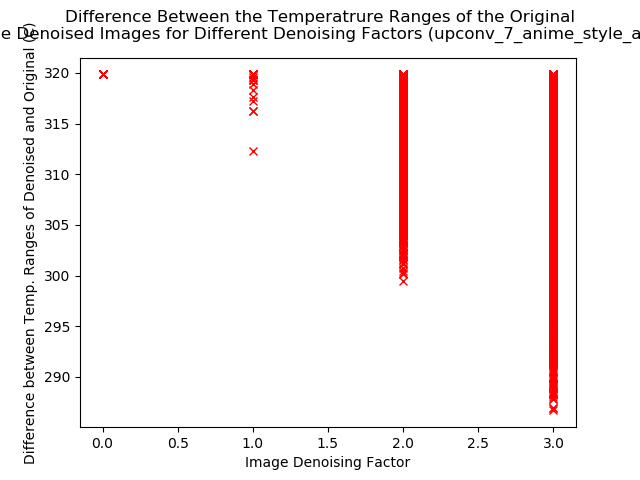 Difference Between the Temperatrure Ranges of the Original
e Denoised Images for Different Denoising Factors (upconv_7_anime_style_a
Difference between Temp. Ranges of Denoised and Original (C)
320
315
310
305
300
295
290
0.0 0.5 1.0 1.5 2.0 2.5 3.0
Image Denoising Factor